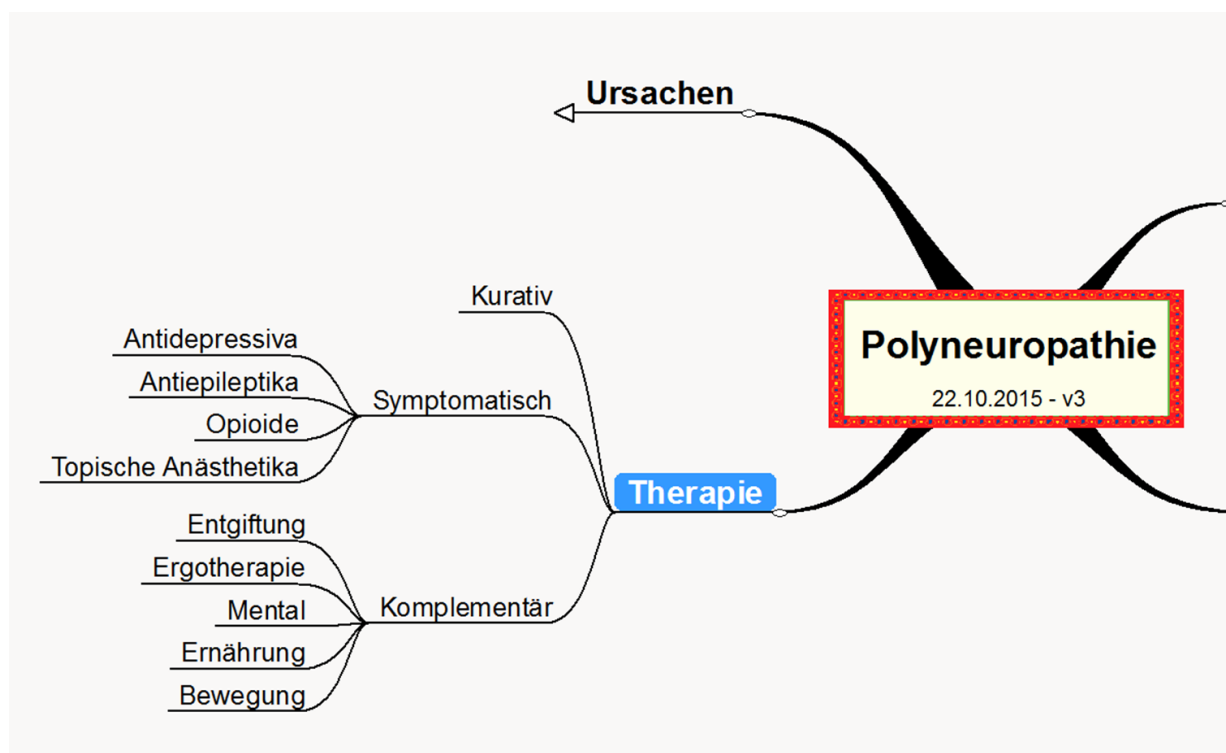 Ursachen
Polyneuropathie
22.10.2015 - v3
Therapie
Kurativ
Symptomatisch
Antidepressiva
Antiepileptika
Opioide
Topische Anästhetika
Komplementär
Entgiftung
Ergotherapie
Mental
Ernährung
Bewegung